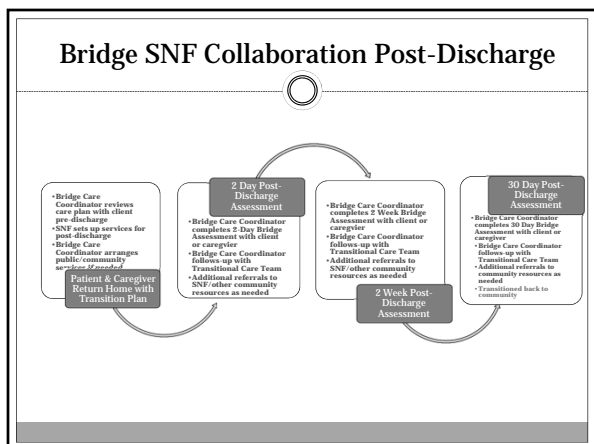 Bridge SNF Collaboration Post-Discharge
•Bridge Care
Coordinator reviews
care plan with client
pre-discharge
•SNF sets up services for
post-discharge
•Bridge Care
Coordinator arranges
public/community
services if needed
Patient & Caregiver
Return Home with
Transition Plan
2 Day Post-
Discharge
Assessment
•Bridge Care Coordinator
completes 2-Day Bridge
Assessment with client
or caregiver
•Bridge Care Coordinator
follows-up with
Transitional Care Team
•Additional referrals to
SNF/other community
resources as needed
•Bridge Care Coordinator
completes 2 Week Bridge
Assessment with client or
caregiver
•Bridge Care Coordinator
follows-up with
Transitional Care Team
•Additional referrals to
SNF/other community
resources as needed
2 Week Post-
Discharge
Assessment
30 Day Post-
Discharge
Assessment
•Bridge Care Coordinator
completes 30 Day Bridge
Assessment with client or
caregiver
•Bridge Care Coordinator
follows-up with
Transitional Care Team
•Additional referrals to
community resources as
needed
•Transitioned back to
community